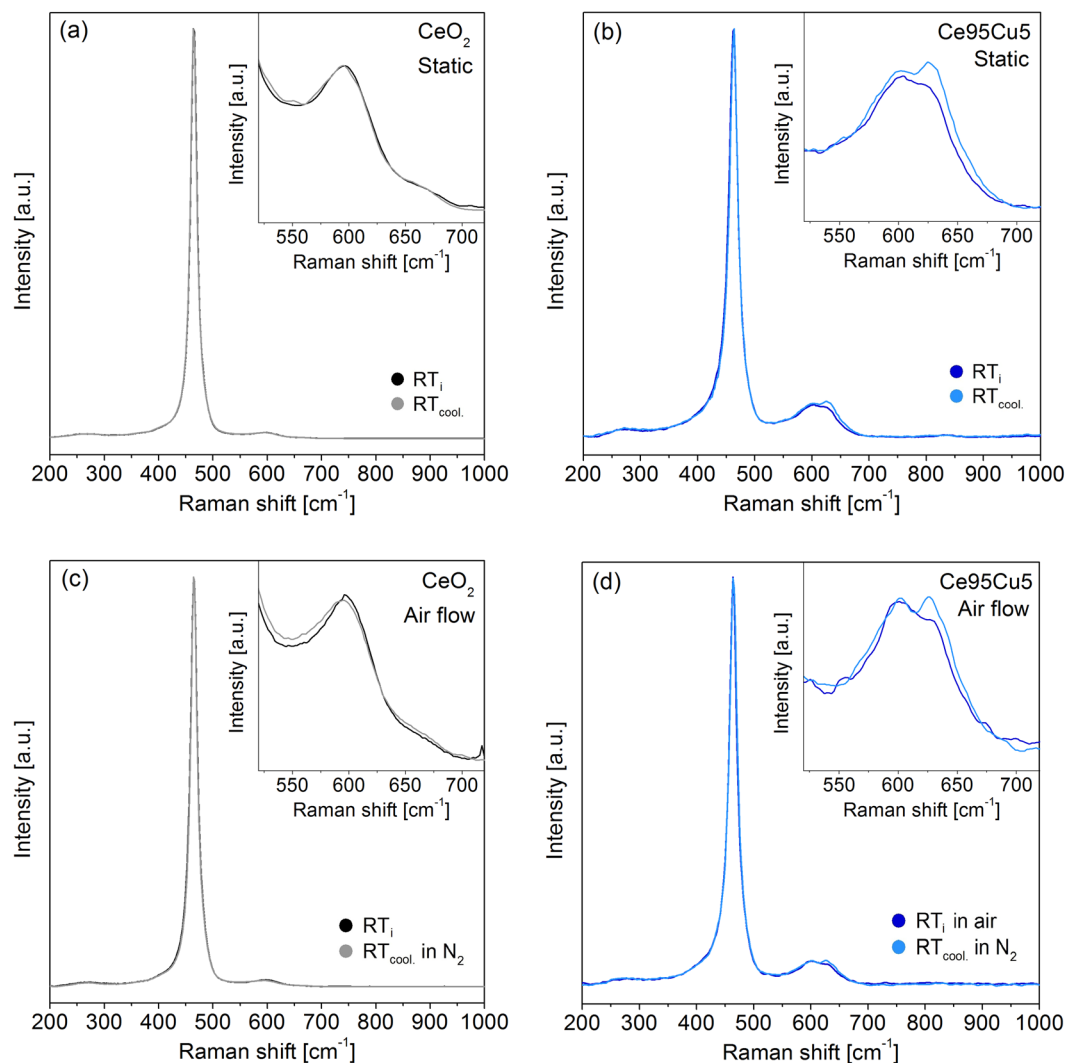 (a)
CeO₂
Static
Intensity [a.u.]
550 600 650 700
Raman shift [cm⁻¹]
Intensity [a.u.]
RTᵢ
RT_cool.
200 300 400 500 600 700 800 900 1000
Raman shift [cm⁻¹]
(b)
Ce95Cu5
Static
Intensity [a.u.]
550 600 650 700
Raman shift [cm⁻¹]
Intensity [a.u.]
RTᵢ
RT_cool.
200 300 400 500 600 700 800 900 1000
Raman shift [cm⁻¹]
(c)
CeO₂
Air flow
Intensity [a.u.]
550 600 650 700
Raman shift [cm⁻¹]
Intensity [a.u.]
RTᵢ
RT_cool. in N₂
200 300 400 500 600 700 800 900 1000
Raman shift [cm⁻¹]
(d)
Ce95Cu5
Air flow
Intensity [a.u.]
550 600 650 700
Raman shift [cm⁻¹]
Intensity [a.u.]
RTᵢ in air
RT_cool. in N₂
200 300 400 500 600 700 800 900 1000
Raman shift [cm⁻¹]